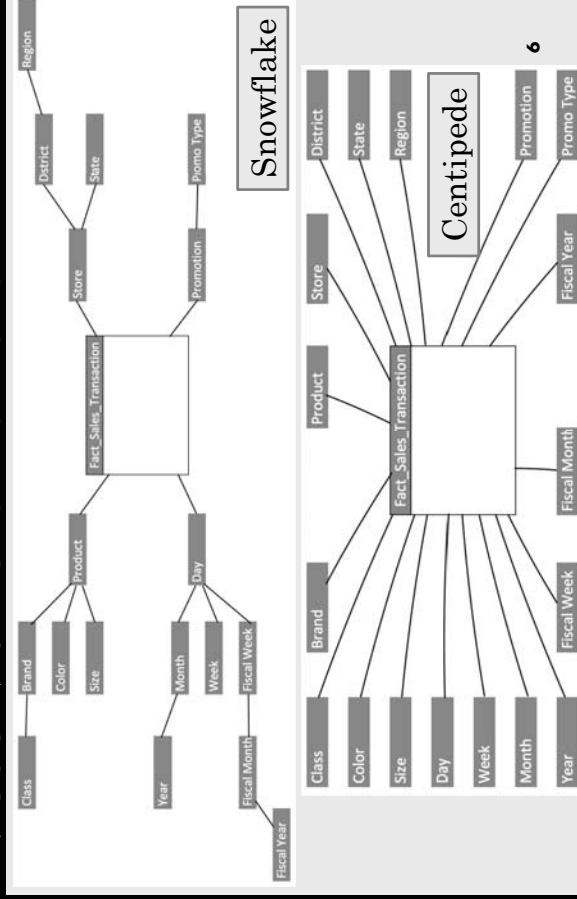 Region
Class
Brand
Product
Store
District
Color
State
Size
Fact_Sales_Transaction
Year
Month
Day
Promotion
Piomo Type
Week
Fiscal Month
Fiscal Week
Fiscal Year
Snowflake
Class
Brand
Product
Store
District
Color
State
Size
Fact_Sales_Transaction
Region
Day
Centipede
Week
Month
Promotion
Year
Fiscal Week
Fiscal Month
Fiscal Year
Promo Type
6